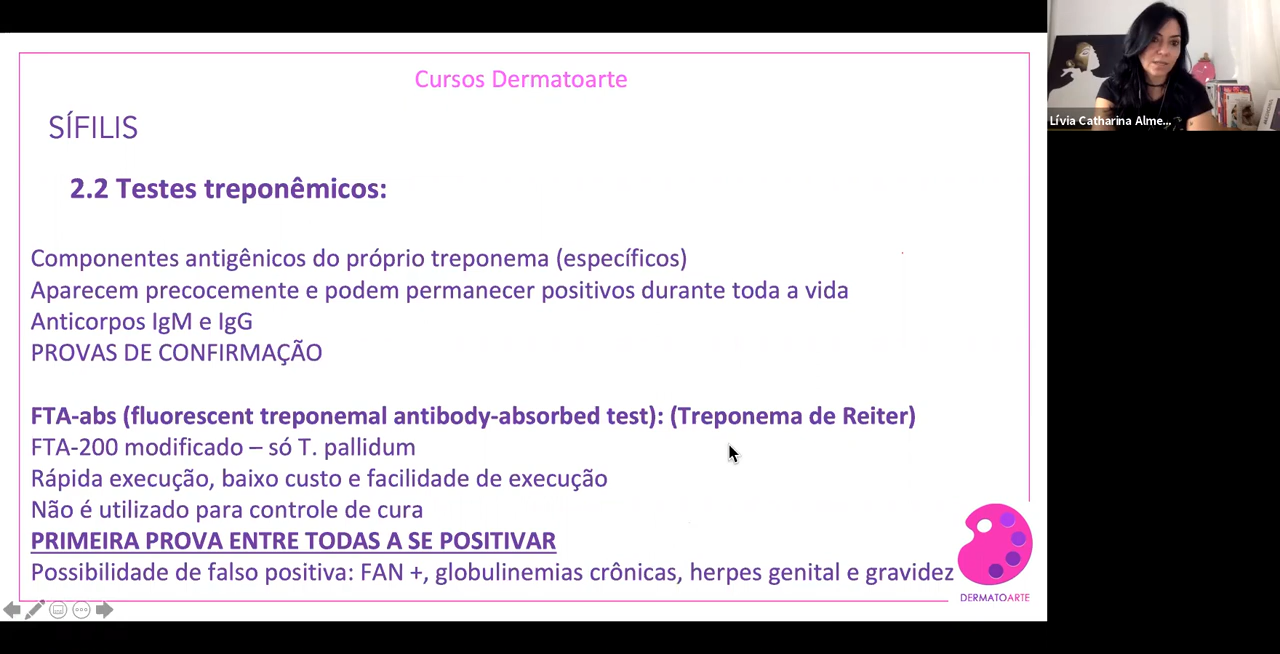 Cursos Dermatoarte
SÍFILIS
2.2 Testes treponêmicos:
Componentes antigênicos do próprio treponema (específicos)
Aparecem precocemente e podem permanecer positivos durante toda a vida
Anticorpos IgM e IgG
PROVAS DE CONFIRMAÇÃO
FTA-abs (fluorescent treponemal antibody-absorbed test): (Treponema de Reiter)
FTA-200 modificado – só T. pallidum
Rápida execução, baixo custo e facilidade de execução
Não é utilizado para controle de cura
PRIMEIRA PROVA ENTRE TODAS A SE POSITIVAR
Possibilidade de falso positiva: FAN +, globulinemias crônicas, herpes genital e gravidez
DERMATOARTE
Lívia Catharina Alme...